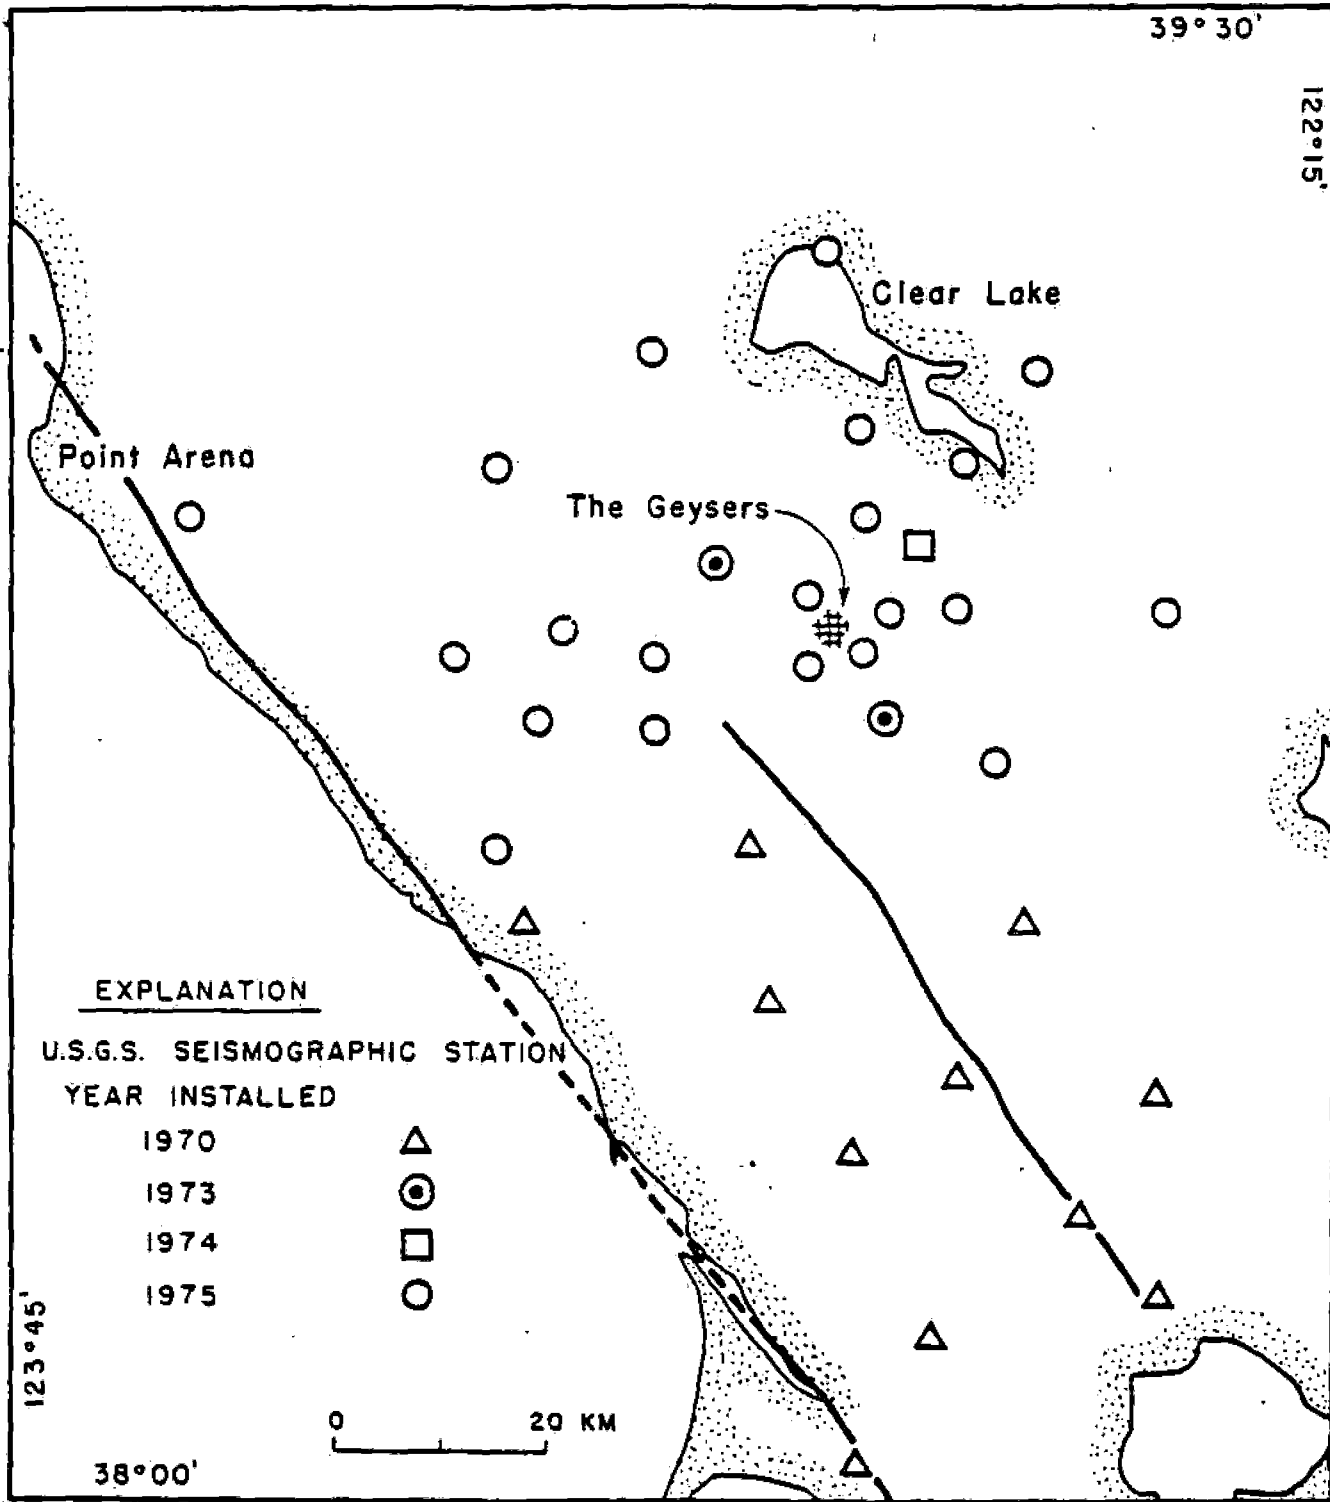 39°30'
122°15'
Clear Lake
Point Arena
The Geysers
EXPLANATION
U.S.G.S. SEISMOGRAPHIC STATION
YEAR INSTALLED
1970
1973
1974
1975
123°45'
0 20 KM
38°00'